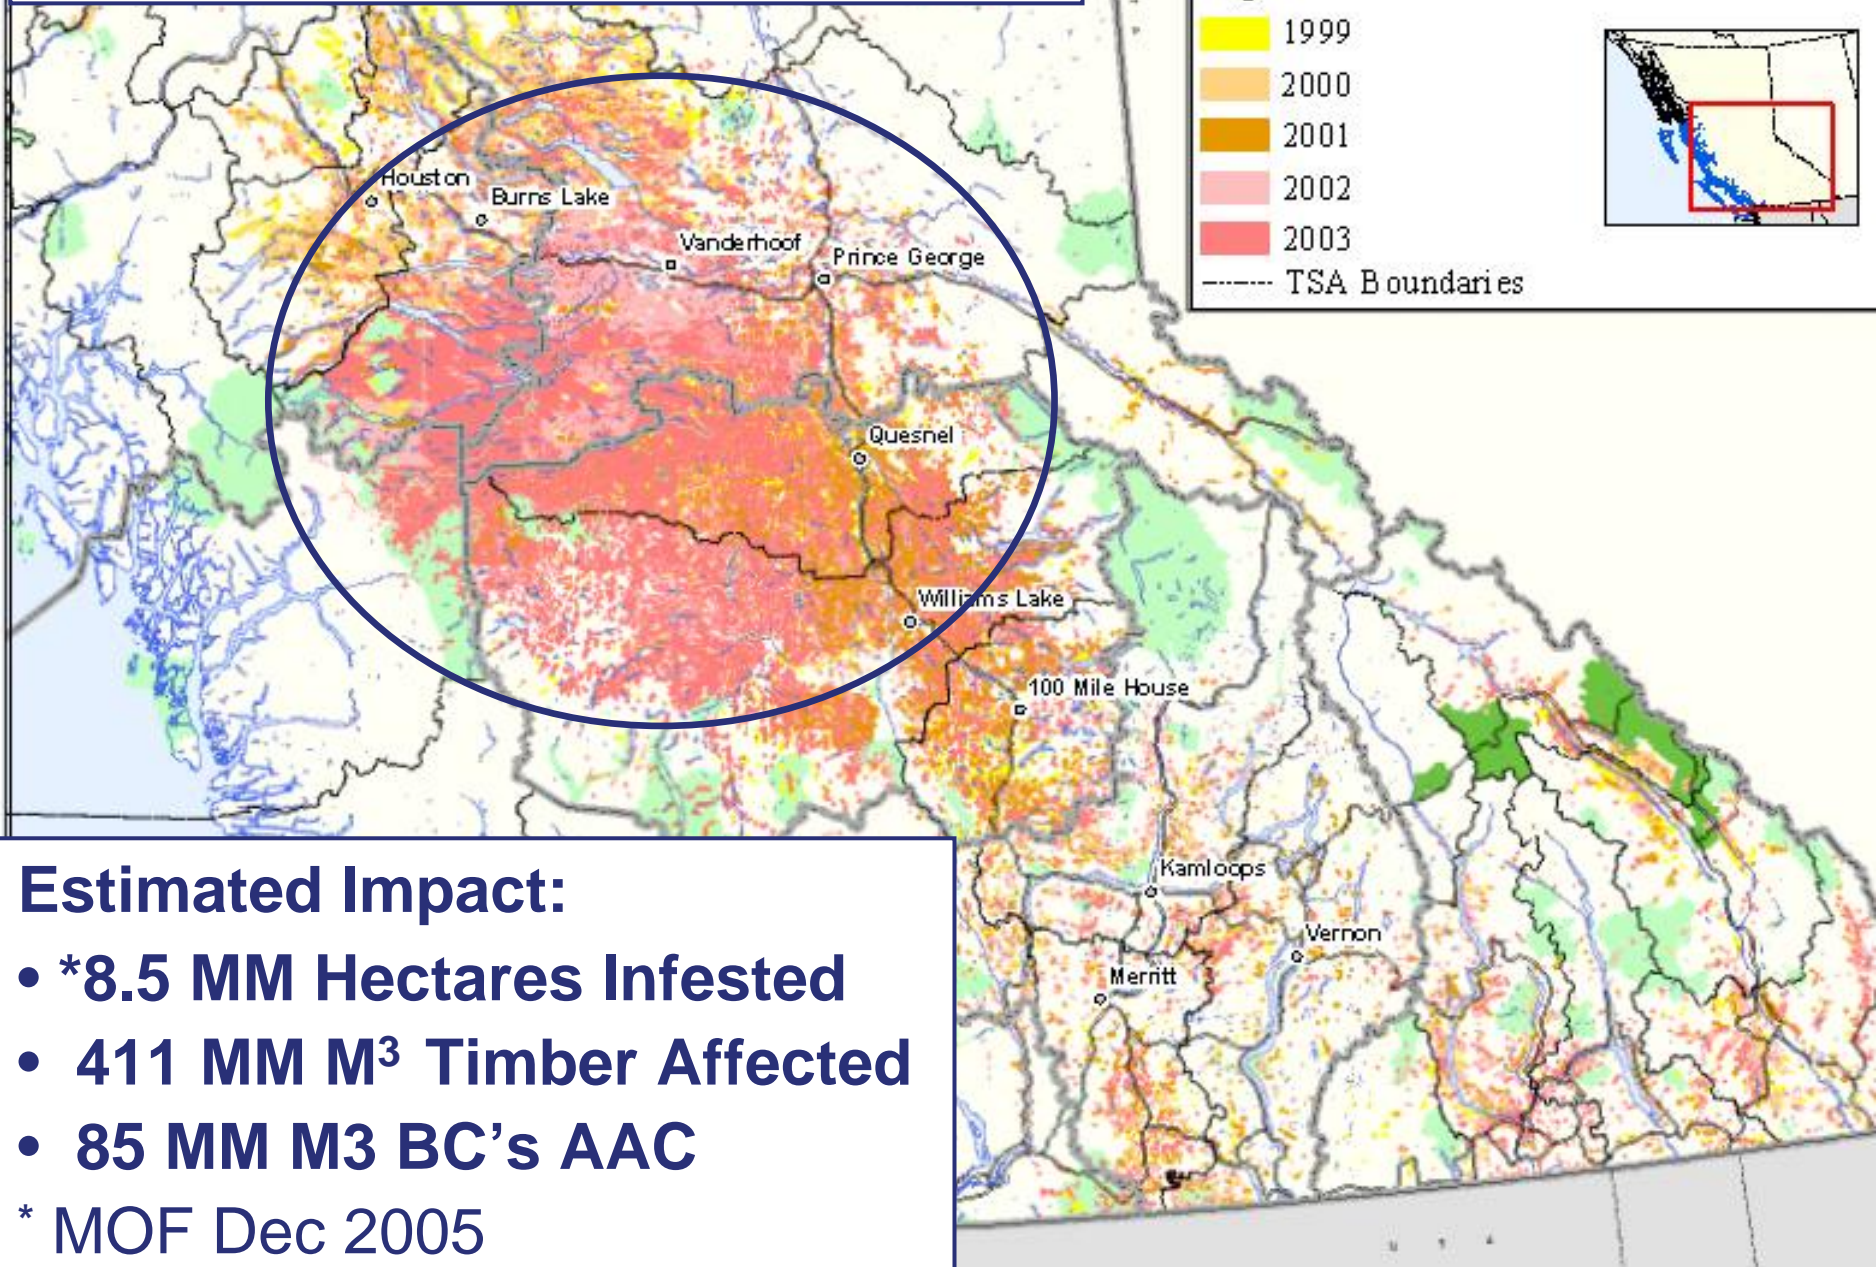 1999
2000
2001
2002
2003
TSA Boundaries
Houston
Burns Lake
Vanderhoof
Prince George
Quesnel
Williams Lake
100 Mile House
Kamloops
Vernon
Merritt
Estimated Impact:
• *8.5 MM Hectares Infested
• 411 MM M³ Timber Affected
• 85 MM M3 BC’s AAC
* MOF Dec 2005
U S A